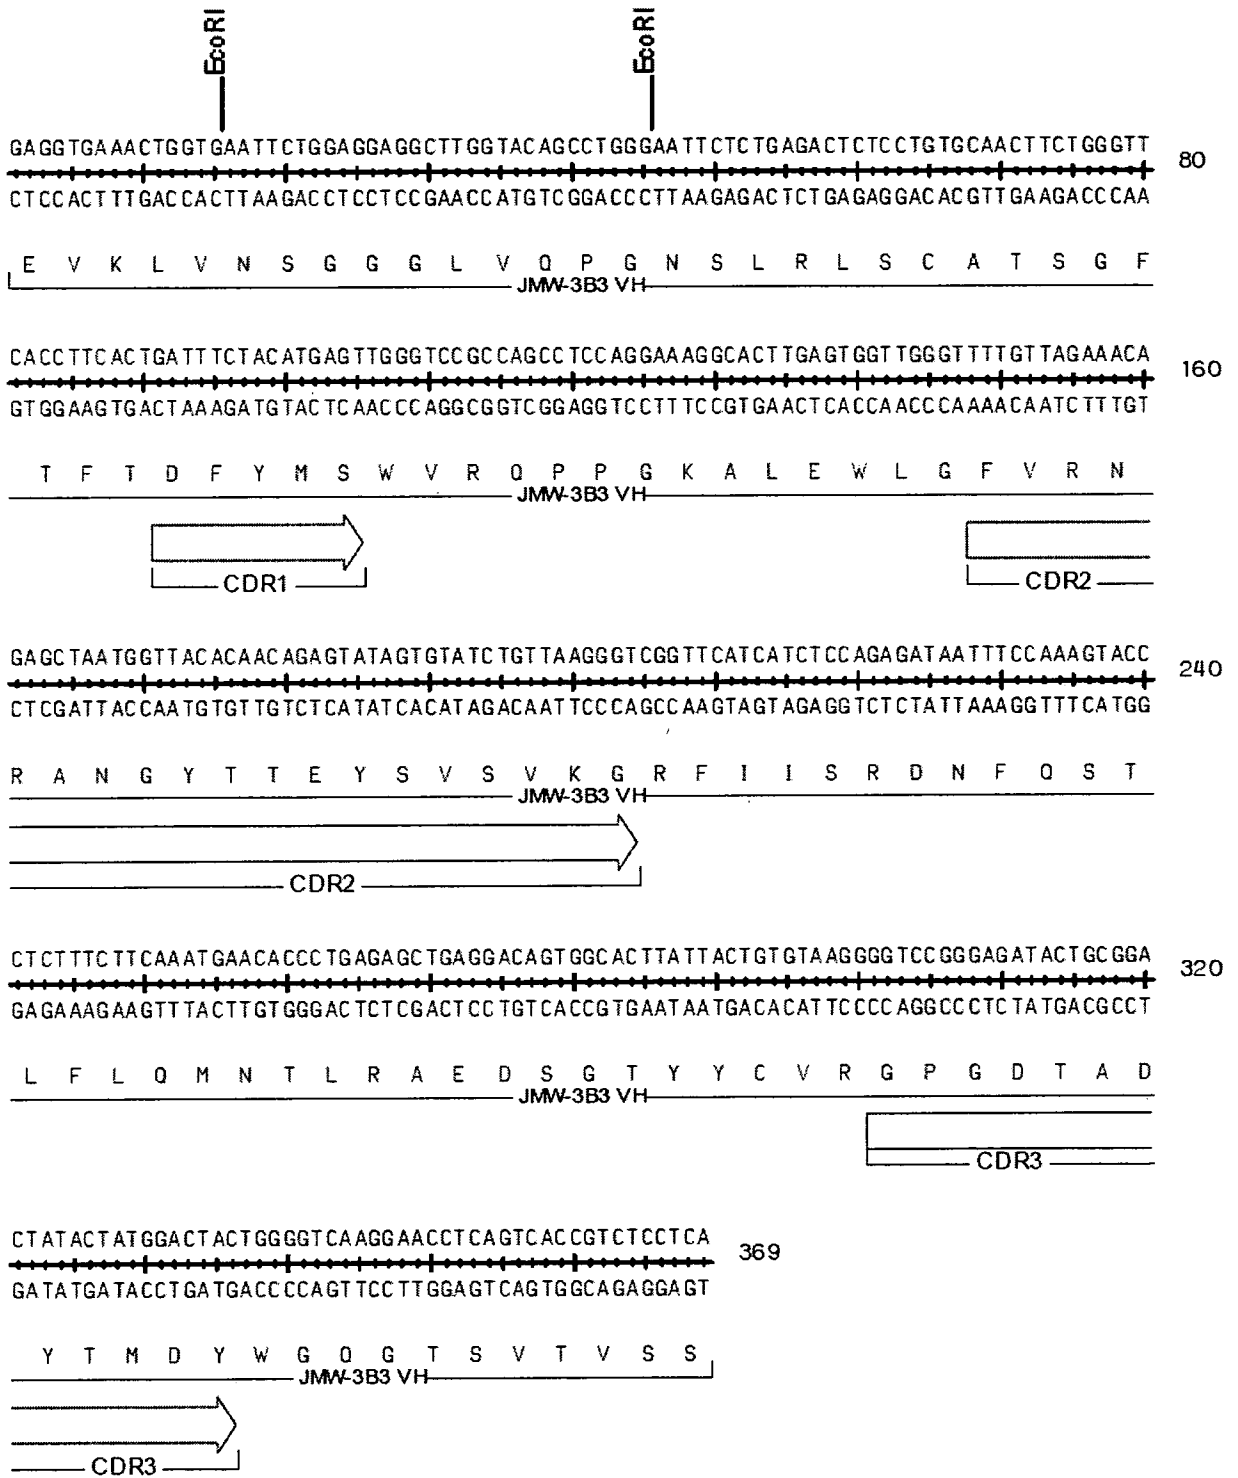 EcoRI EcoRI
GAGGTGAAACTGGTGAATTCTGGAGGAGGCTTGGTACAGCCTGGGAATTCTCTGAGACTCTCCTGTGCAACTTCTGGGTT
80
CTCCACTTTGACCACTTAAGACCTCCTCCGAACCATGTCGGACCCTTAAGAGACTCTGAGAGGACACGTTGAAGACCCAA
E V K L V N S G G G L V Q P G N S L R L S C A T S G F
JMW-3B3 VH
CACCTTCACTGATTTCTACATGAGTTGGGTCCGCCAGCCTCCAGGAAAGGCACTTGAGTGGTTGGGTTTTGTTAGAAACA
160
GTGGAAGTGACTAAAGATGTACTCAACCCAGGCGGTCGGAGGTCCTTTCCGTGAACTCACCAACCCAAAACAATCTTTGT
T F T D F Y M S W V R Q P P G K A L E W L G F V R N
JMW-3B3 VH
CDR1 CDR2
GAGCTAATGGTTACACAACAGAGTATAGTGTATCTGTTAAGGGTCGGTTCATCATCTCCAGAGATAATTTCCAAAGTACC
240
CTCGATTACCAATGTGTTGTCTCATATCACATAGACAATTCCCAGCCAAGTAGTAGAGGTCTCTATTAAAGGTTTCATGG
R A N G Y T T E Y S V S V K G R F I I S R D N F Q S T
JMW-3B3 VH
CDR2
CTCTTTCTTCAAATGAACACCCTGAGAGCTGAGGACAGTGGCACTTATTACTGTGTAAGGGGTCCGGGAGATACTGCGGA
320
GAGAAAGAAGTTTACTTGTGGGACTCTCGACTCCTGTCACCGTGAATAATGACACATTCCCCAGGCCCTCTATGACGCCT
L F L Q M N T L R A E D S G T Y Y C V R G P G D T A D
JMW-3B3 VH
CDR3
CTATACTATGGACTACTGGGGTCAAGGAACCTCAGTCACCGTCTCCTCA
369
GATATGATACCTGATGACCCCAGTTCCTTGGAGTCAGTGGCAGAGGAGT
Y T M D Y W G Q G T S V T V S S
JMW-3B3 VH
CDR3